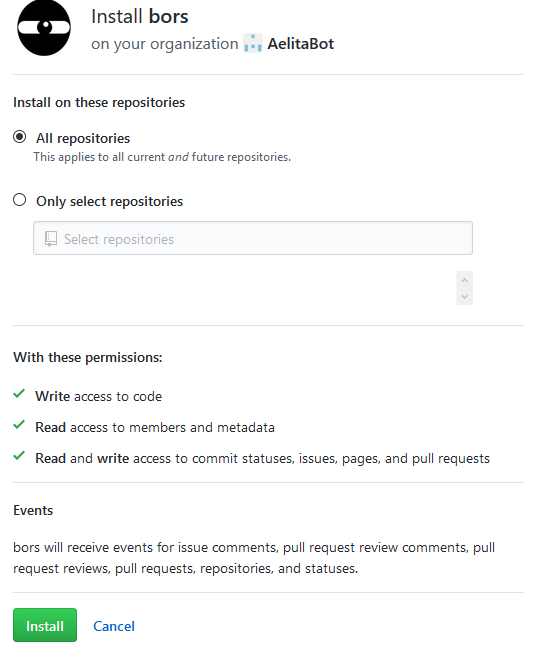 Install bors
on your organization AelitaBot
Install on these repositories
All repositories
This applies to all current and future repositories.
Only select repositories
Select repositories
With these permissions:
Write access to code
Read access to members and metadata
Read and write access to commit statuses, issues, pages, and pull requests
Events
bors will receive events for issue comments, pull request review comments, pull
request reviews, pull requests, repositories, and statuses.
Install Cancel